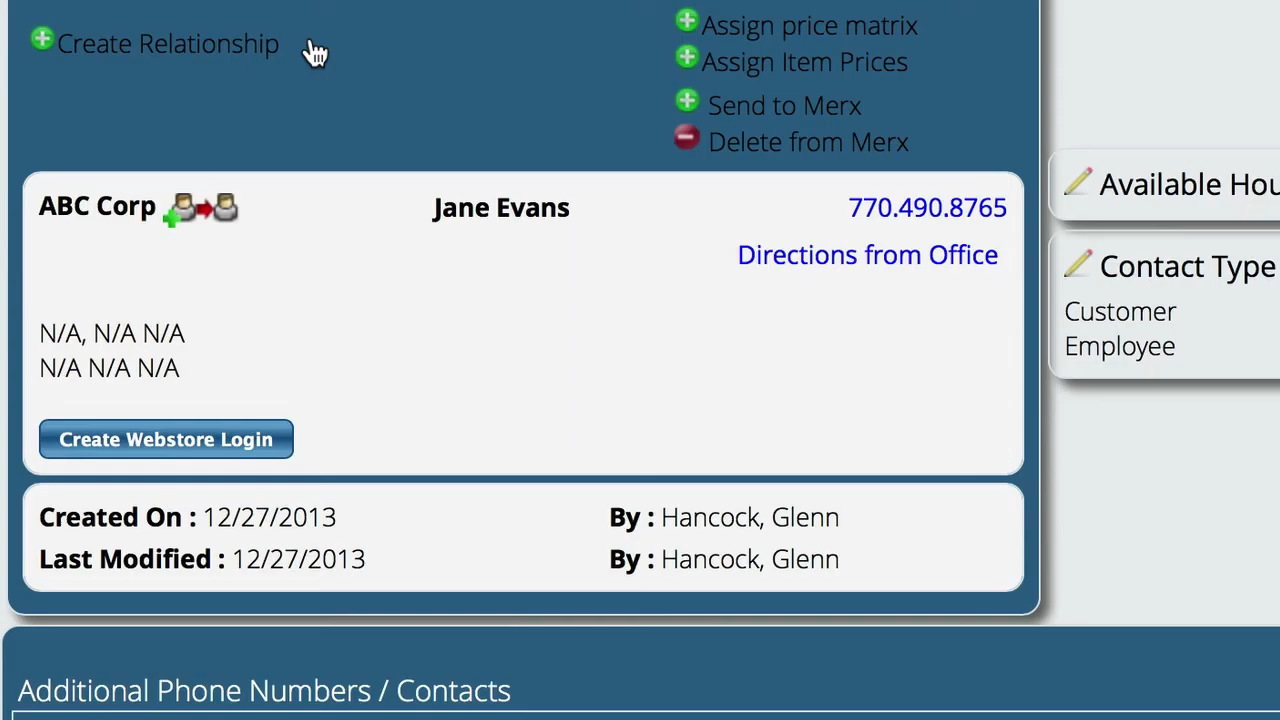 Create Relationship
Assign price matrix
Assign Item Prices
Send to Merx
Delete from Merx
ABC Corp
Jane Evans
770.490.8765
Directions from Office
N/A, N/A N/A
N/A N/A N/A
Create Webstore Login
Created On : 12/27/2013
By : Hancock, Glenn
Last Modified : 12/27/2013
By : Hancock, Glenn
Available Hou
Contact Type
Customer
Employee
Additional Phone Numbers / Contacts